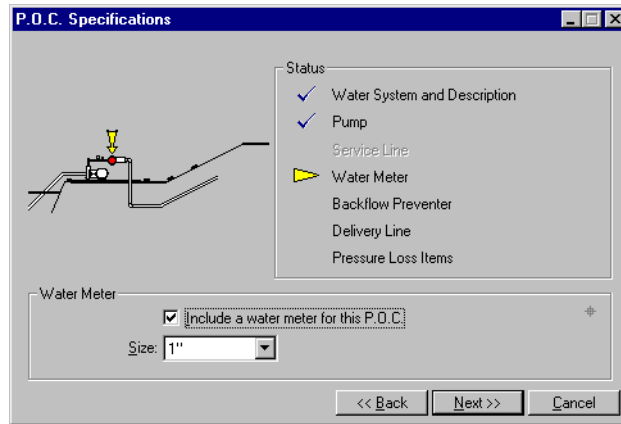 P.O.C. Specifications
Status
Water System and Description
Pump
Service Line
Water Meter
Backflow Preventer
Delivery Line
Pressure Loss Items
Water Meter
Include a water meter for this P.O.C.
Size: 1"
<< Back Next >> Cancel